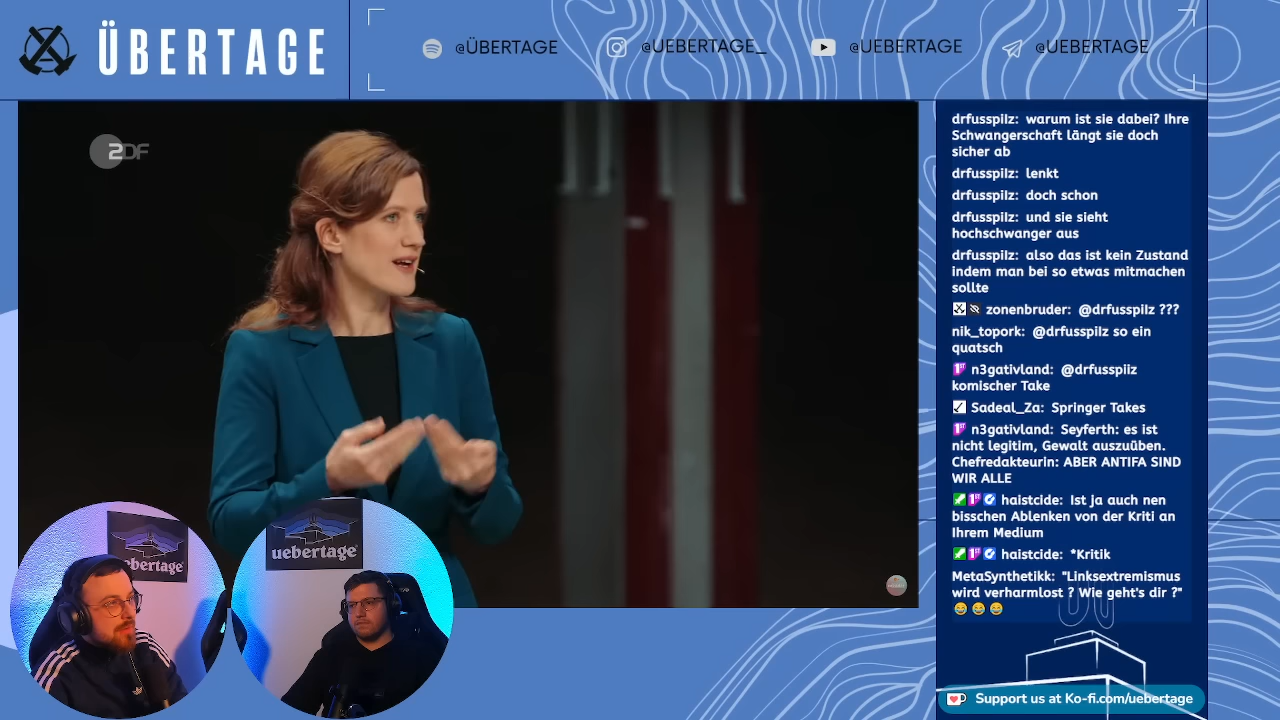 ÜBERTAGE
@ÜBERTAGE
@UEBERTAGE_
@UEBERTAGE
@UEBERTAGE
ZDF
drfusspilz: warum ist sie dabei? Ihre
Schwangerschaft längt sie doch
sicher ab
drfusspilz: lenkt
drfusspilz: doch schon
drfusspilz: und sie sieht
hochschwanger aus
drfusspilz: also das ist kein Zustand
indem man bei so etwas mitmachen
sollte
zonenbruder: @drfusspilz ???
nik_topork: @drfusspilz so ein
quatsch
n3gativland: @drfusspilz
komischer Take
Sadeal_Za: Springer Takes
n3gativland: Seyferth: es ist
nicht legitim, Gewalt auszuüben.
Chefredakteurin: ABER ANTIFA SIND
WIR ALLE
haistcide: Ist ja auch nen
bisschen Ablenken von der Kriti an
Ihrem Medium
haistcide: *Kritik
MetaSynthetikk: "Linksextremismus
wird verharmlost ? Wie geht's dir ?"
😂 😂 😂
uebertage
uebertage
Support us at Ko-fi.com/uebertage